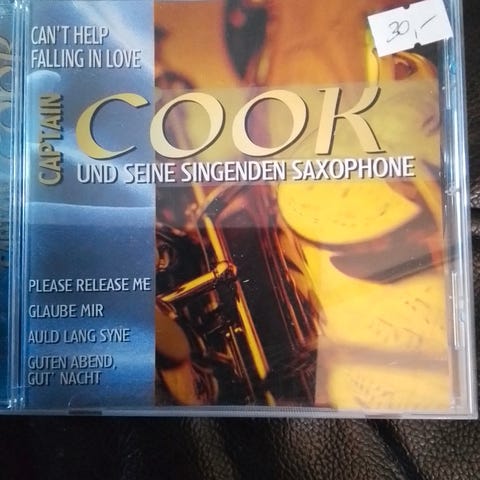 CAN'T HELP
FALLING IN LOVE
30,-
CAPTAIN
COOK
UND SEINE SINGENDEN SAXOPHONE
PLEASE RELEASE ME
GLAUBE MIR
AULD LANG SYNE
GUTEN ABEND,
GUT' NACHT